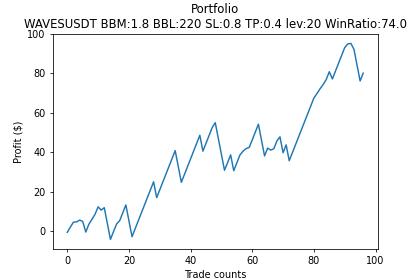 Portfolio
WAVESUSDT BBM:1.8 BBL:220 SL:0.8 TP:0.4 lev:20 WinRatio:74.0
100
80
60
40
20
0
Profit ($)
0 20 40 60 80 100
Trade counts